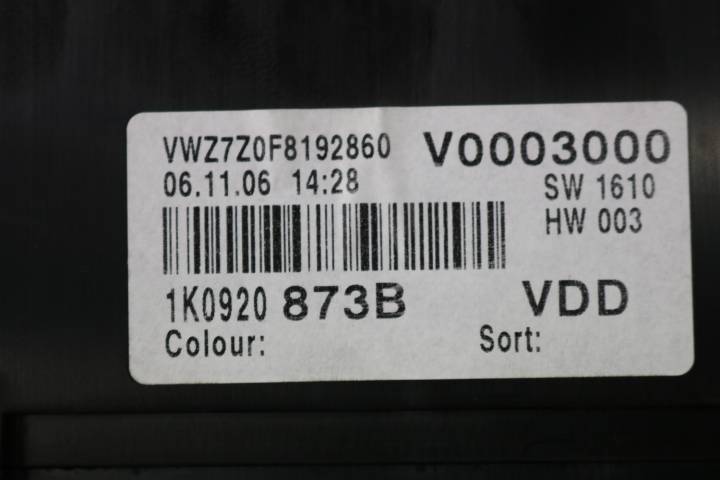 VWZ7Z0F8192860 V0003000
06.11.06 14:28 SW 1610
HW 003
1K0920 873B VDD
Colour: Sort: